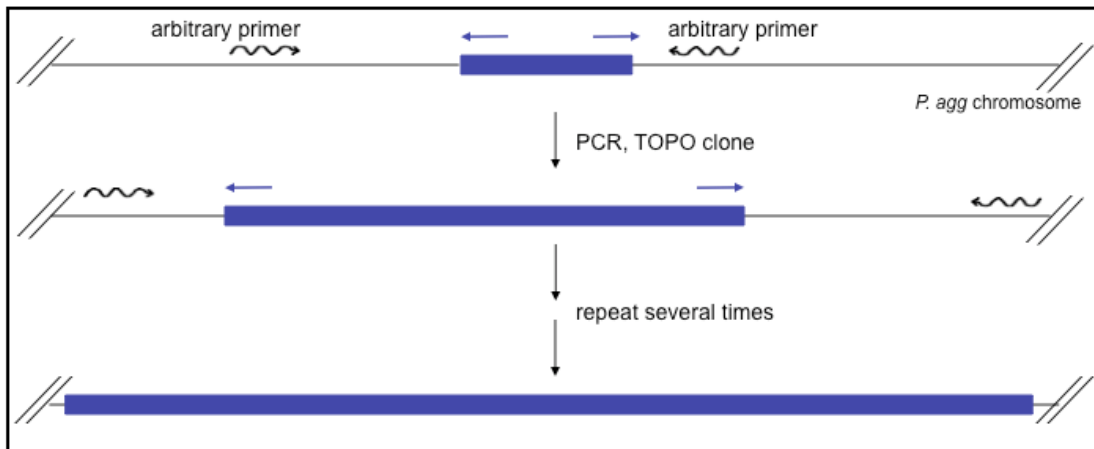 arbitrary primer
arbitrary primer
P. agg chromosome
PCR, TOPO clone
repeat several times